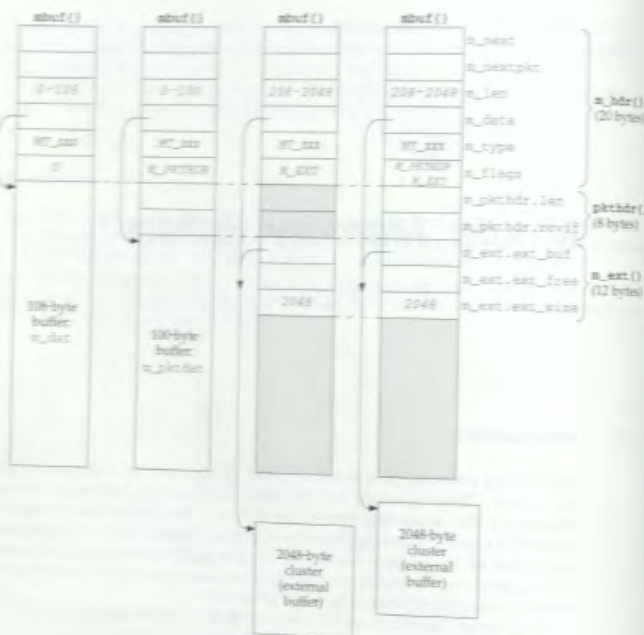 mbuf{} mbuf{} mbuf{} mbuf{}
m_next
m_nextpkt
0-108 0-100 208-2048 208-2048 m_len
m_data
MT_xxx MT_xxx MT_xxx MT_xxx m_type
0 M_PKTHDR M_EXT M_PKTHDR m_flags
M_EXT
m_hdr{}
(20 bytes)
m_pkthdr.len
m_pkthdr.rcvif
pkthdr{}
(8 bytes)
m_ext.ext_buf
m_ext.ext_free
2048 2048 m_ext.ext_size
m_ext{}
(12 bytes)
108-byte
buffer:
m_dat
100-byte
buffer:
m_pktdat
2048-byte
cluster
(external
buffer)
2048-byte
cluster
(external
buffer)